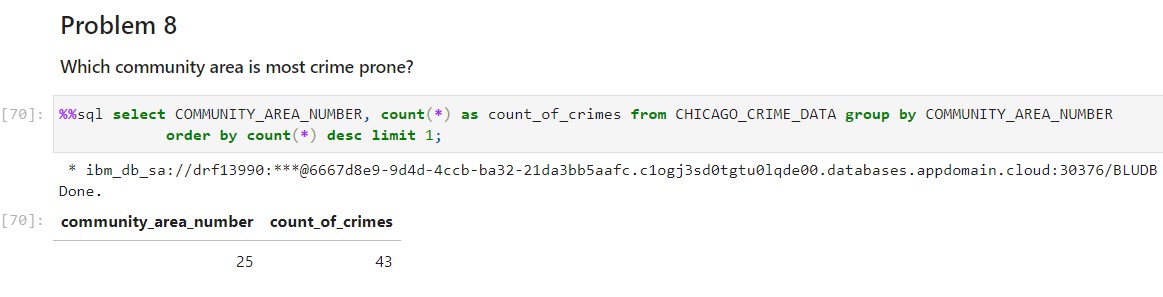 Problem 8
Which community area is most crime prone?
[70]: %%sql select COMMUNITY_AREA_NUMBER, count(*) as count_of_crimes from CHICAGO_CRIME_DATA group by COMMUNITY_AREA_NUMBER
order by count(*) desc limit 1;
* ibm_db_sa://drf13990:***@6667d8e9-9d4d-4ccb-ba32-21da3bb5aafc.c1ogj3sd0tgtu0lqde00.databases.appdomain.cloud:30376/BLUDB
Done.
[70]: community_area_number count_of_crimes
25 43